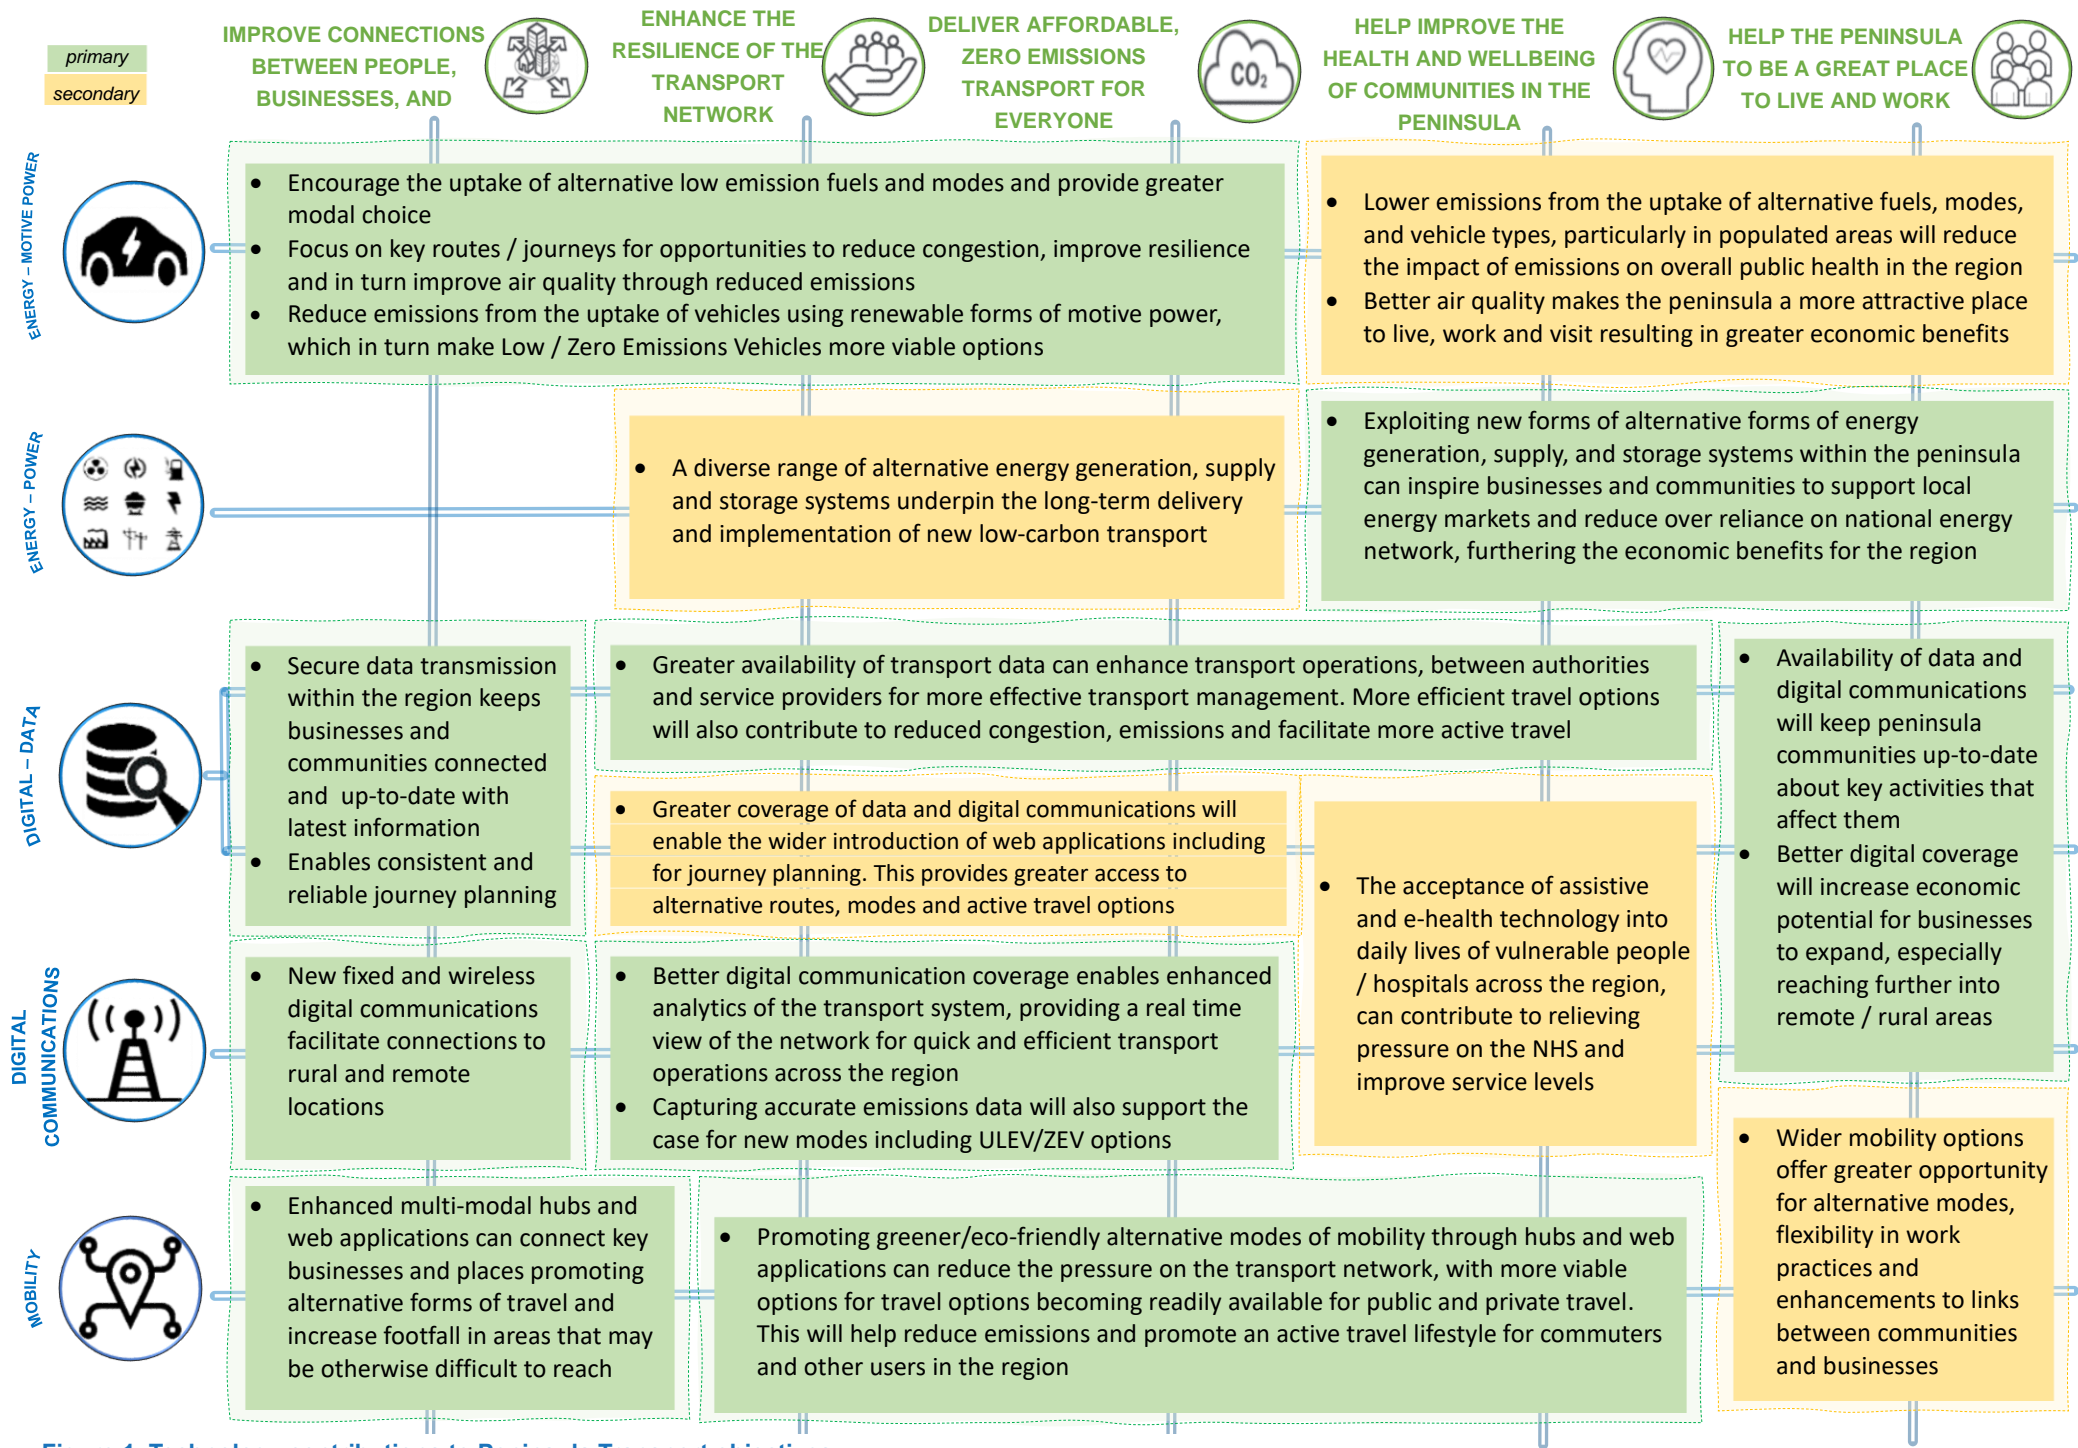 primary
secondary
IMPROVE CONNECTIONS
BETWEEN PEOPLE,
BUSINESSES, AND
ENHANCE THE
RESILIENCE OF THE
TRANSPORT
NETWORK
DELIVER AFFORDABLE,
ZERO EMISSIONS
TRANSPORT FOR
EVERYONE
CO2
HELP IMPROVE THE
HEALTH AND WELLBEING
OF COMMUNITIES IN THE
PENINSULA
HELP THE PENINSULA
TO BE A GREAT PLACE
TO LIVE AND WORK
ENERGY – MOTIVE POWER
• Encourage the uptake of alternative low emission fuels and modes and provide greater
modal choice
• Focus on key routes / journeys for opportunities to reduce congestion, improve resilience
and in turn improve air quality through reduced emissions
• Reduce emissions from the uptake of vehicles using renewable forms of motive power,
which in turn make Low / Zero Emissions Vehicles more viable options
• Lower emissions from the uptake of alternative fuels, modes,
and vehicle types, particularly in populated areas will reduce
the impact of emissions on overall public health in the region
• Better air quality makes the peninsula a more attractive place
to live, work and visit resulting in greater economic benefits
ENERGY – POWER
• A diverse range of alternative energy generation, supply
and storage systems underpin the long-term delivery
and implementation of new low-carbon transport
• Exploiting new forms of alternative forms of energy
generation, supply, and storage systems within the peninsula
can inspire businesses and communities to support local
energy markets and reduce over reliance on national energy
network, furthering the economic benefits for the region
DIGITAL – DATA
• Secure data transmission
within the region keeps
businesses and
communities connected
and up-to-date with
latest information
• Enables consistent and
reliable journey planning
• Greater availability of transport data can enhance transport operations, between authorities
and service providers for more effective transport management. More efficient travel options
will also contribute to reduced congestion, emissions and facilitate more active travel
• Greater coverage of data and digital communications will
enable the wider introduction of web applications including
for journey planning. This provides greater access to
alternative routes, modes and active travel options
• The acceptance of assistive
and e-health technology into
daily lives of vulnerable people
/ hospitals across the region,
can contribute to relieving
pressure on the NHS and
improve service levels
• Availability of data and
digital communications
will keep peninsula
communities up-to-date
about key activities that
affect them
• Better digital coverage
will increase economic
potential for businesses
to expand, especially
reaching further into
remote / rural areas
DIGITAL
COMMUNICATIONS
• New fixed and wireless
digital communications
facilitate connections to
rural and remote
locations
• Better digital communication coverage enables enhanced
analytics of the transport system, providing a real time
view of the network for quick and efficient transport
operations across the region
• Capturing accurate emissions data will also support the
case for new modes including ULEV/ZEV options
MOBILITY
• Enhanced multi-modal hubs and
web applications can connect key
businesses and places promoting
alternative forms of travel and
increase footfall in areas that may
be otherwise difficult to reach
• Promoting greener/eco-friendly alternative modes of mobility through hubs and web
applications can reduce the pressure on the transport network, with more viable
options for travel options becoming readily available for public and private travel.
This will help reduce emissions and promote an active travel lifestyle for commuters
and other users in the region
• Wider mobility options
offer greater opportunity
for alternative modes,
flexibility in work
practices and
enhancements to links
between communities
and businesses